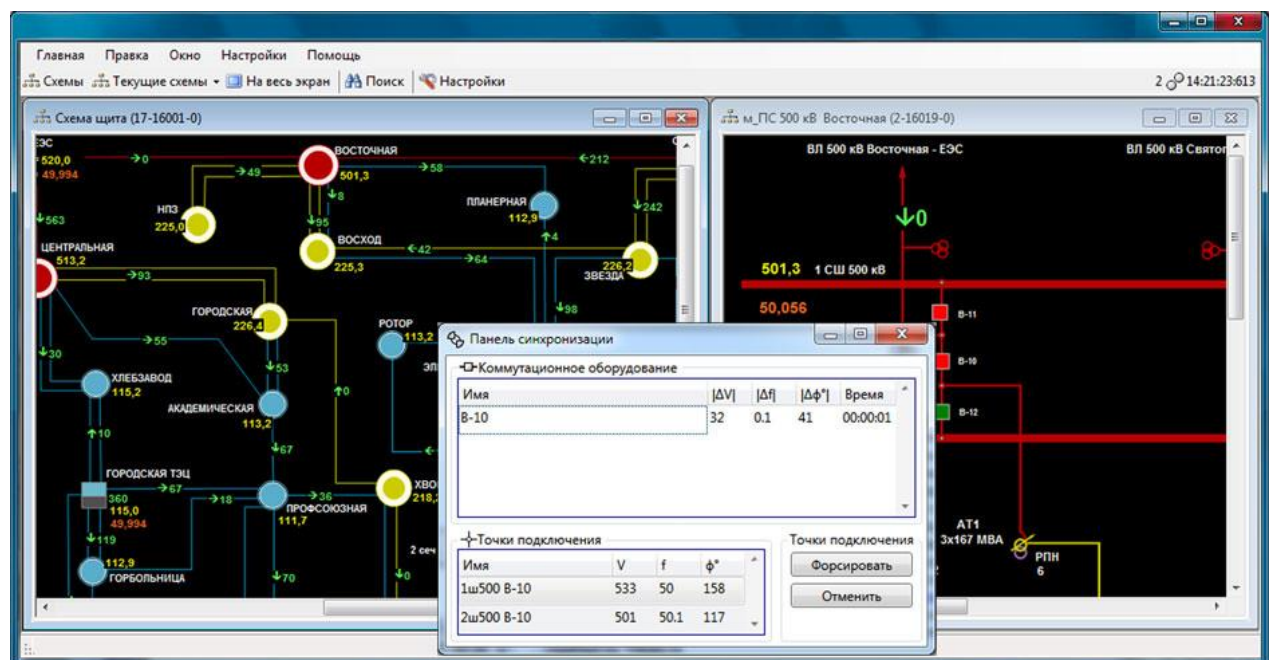 Главная Правка Окно Настройки Помощь
Схемы Текущие схемы На весь экран Поиск Настройки 2 14:21:23:613
Схема щита (17-16001-0)
ЭС
520,0
49,994
0
ВОСТОЧНАЯ
501,3
58
212
49
8
НПЗ
225,0
95
ПЛАНЕРНАЯ
112,9
242
563
ЦЕНТРАЛЬНАЯ
513,2
ВОСХОД
225,3
42
64
4
226,2
ЗВЕЗДА
93
ГОРОДСКАЯ
226,4
98
РОТОР
113,2
55
30
53
ХЛЕБЗАВОД
115,2
0
АКАДЕМИЧЕСКАЯ
113,2
10
67
ГОРОДСКАЯ ТЭЦ
67
360
115,0
49,994
18
36
ПРОФСОЮЗНАЯ
111,7
ХВО
218,
119
112,9
ГОРБОЛЬНИЦА
70
2 сеч
0
м_ПС 500 кВ Восточная (2-16019-0)
ВЛ 500 кВ Восточная - ЕЭС ВЛ 500 кВ Святог
0
501,3 1 СШ 500 кВ
50,056
В-11
В-10
В-12
АТ1
3х167 МВА
РПН
6
Панель синхронизации
Коммутационное оборудование
Имя |ΔV| |Δf| |Δφ°| Время
В-10 32 0.1 41 00:00:01
Точки подключения
Имя V f φ°
1ш500 В-10 533 50 158
2ш500 В-10 501 50.1 117
Точки подключения
Форсировать
Отменить